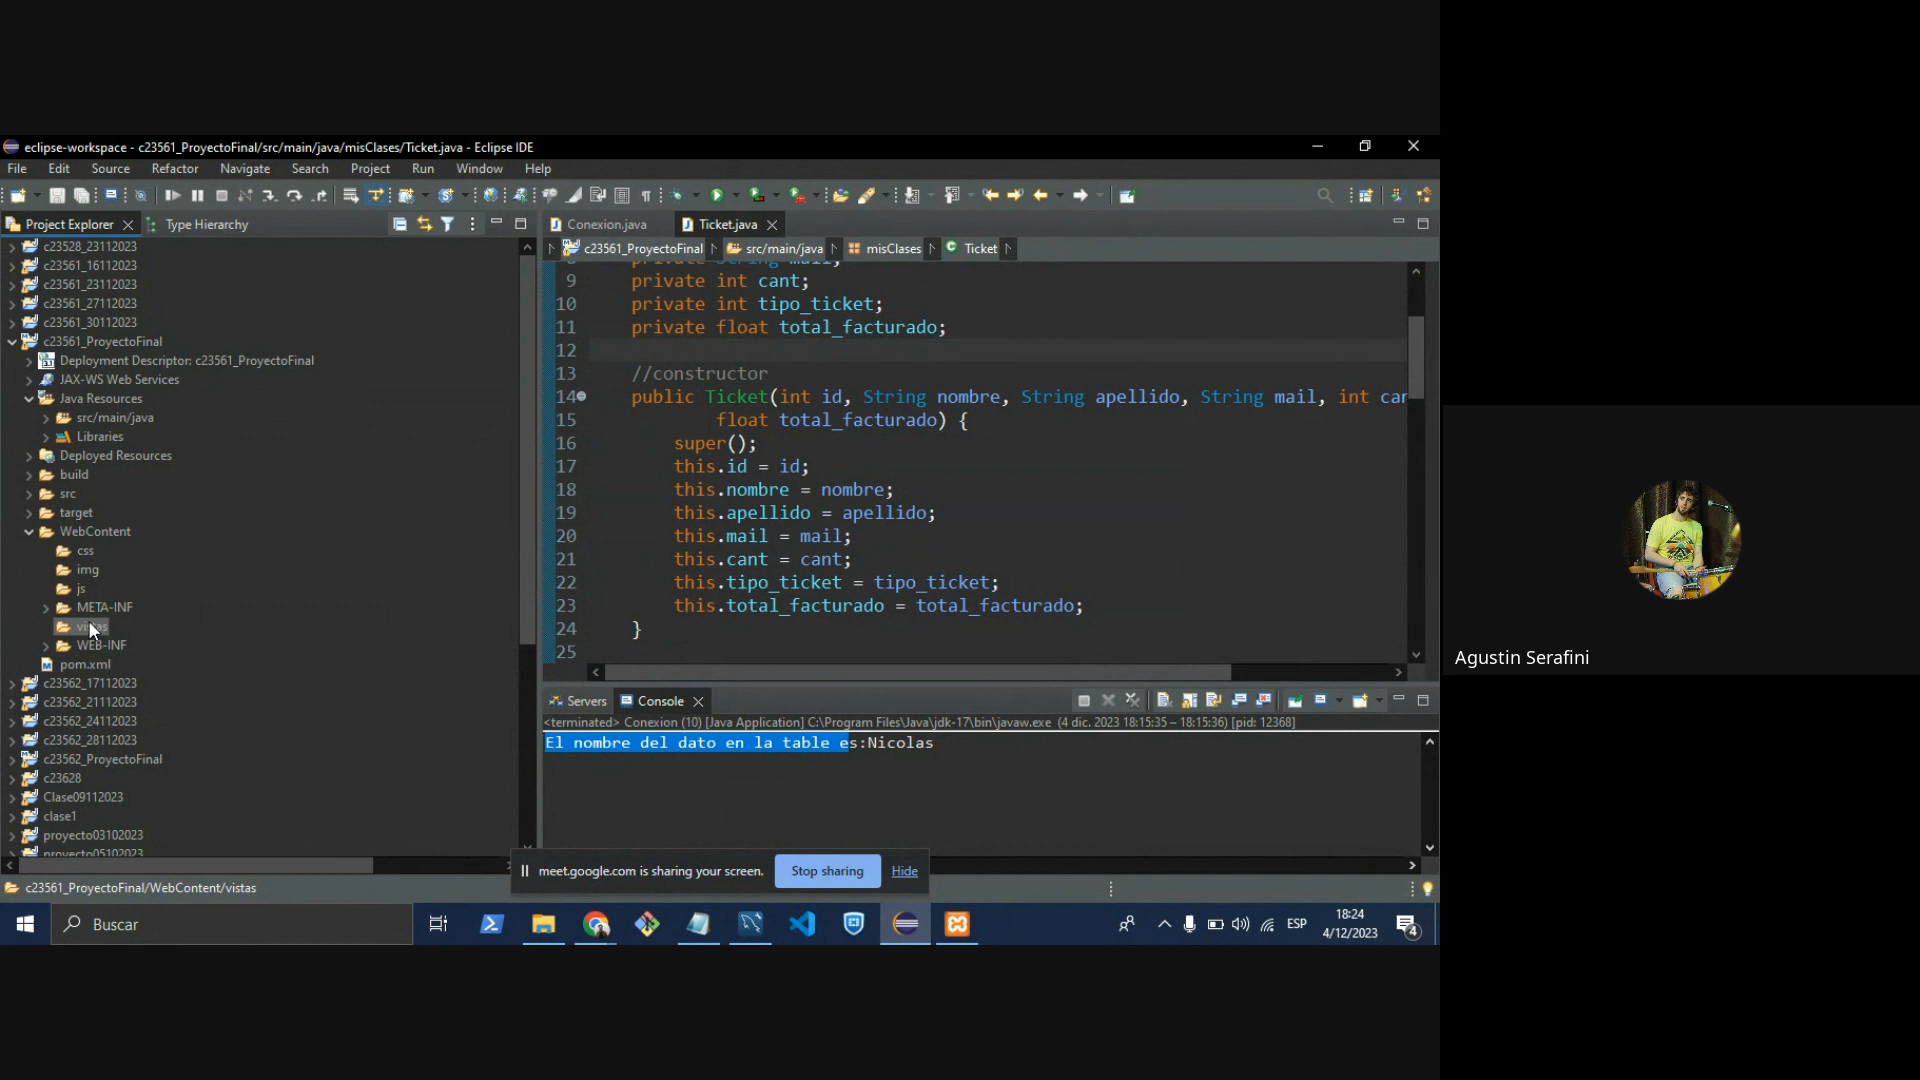 eclipse-workspace - c23561_ProyectoFinal/src/main/java/misClases/Ticket.java - Eclipse IDE
File Edit Source Refactor Navigate Search Project Run Window Help
Project Explorer Type Hierarchy
c23528_23112023
c23561_16112023
c23561_23112023
c23561_27112023
c23561_30112023
c23561_ProyectoFinal
Deployment Descriptor: c23561_ProyectoFinal
JAX-WS Web Services
Java Resources
src/main/java
Libraries
Deployed Resources
build
src
target
WebContent
css
img
js
META-INF
vistas
WEB-INF
pom.xml
c23562_17112023
c23562_21112023
c23562_24112023
c23562_28112023
c23562_ProyectoFinal
c23628
Clase09112023
clase1
proyecto03102023
proyecto05102023
Conexion.java Ticket.java
c23561_ProyectoFinal src/main/java misClases Ticket
private String mail;
9 private int cant;
10 private int tipo_ticket;
11 private float total_facturado;
12
13 //constructor
14 public Ticket(int id, String nombre, String apellido, String mail, int can
15 float total_facturado) {
16 super();
17 this.id = id;
18 this.nombre = nombre;
19 this.apellido = apellido;
20 this.mail = mail;
21 this.cant = cant;
22 this.tipo_ticket = tipo_ticket;
23 this.total_facturado = total_facturado;
24 }
25
Servers Console
<terminated> Conexion (10) [Java Application] C:\Program Files\Java\jdk-17\bin\javaw.exe (4 dic. 2023 18:15:35 – 18:15:36) [pid: 12368]
El nombre del dato en la table es:Nicolas
meet.google.com is sharing your screen. Stop sharing Hide
c23561_ProyectoFinal/WebContent/vistas
Buscar
ESP
18:24
4/12/2023
4
Agustin Serafini